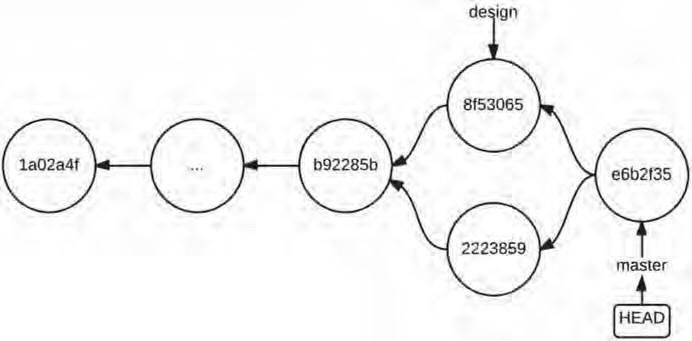 design
8f53065
1a02a4f
...
b92285b
e6b2f35
2223859
master
HEAD